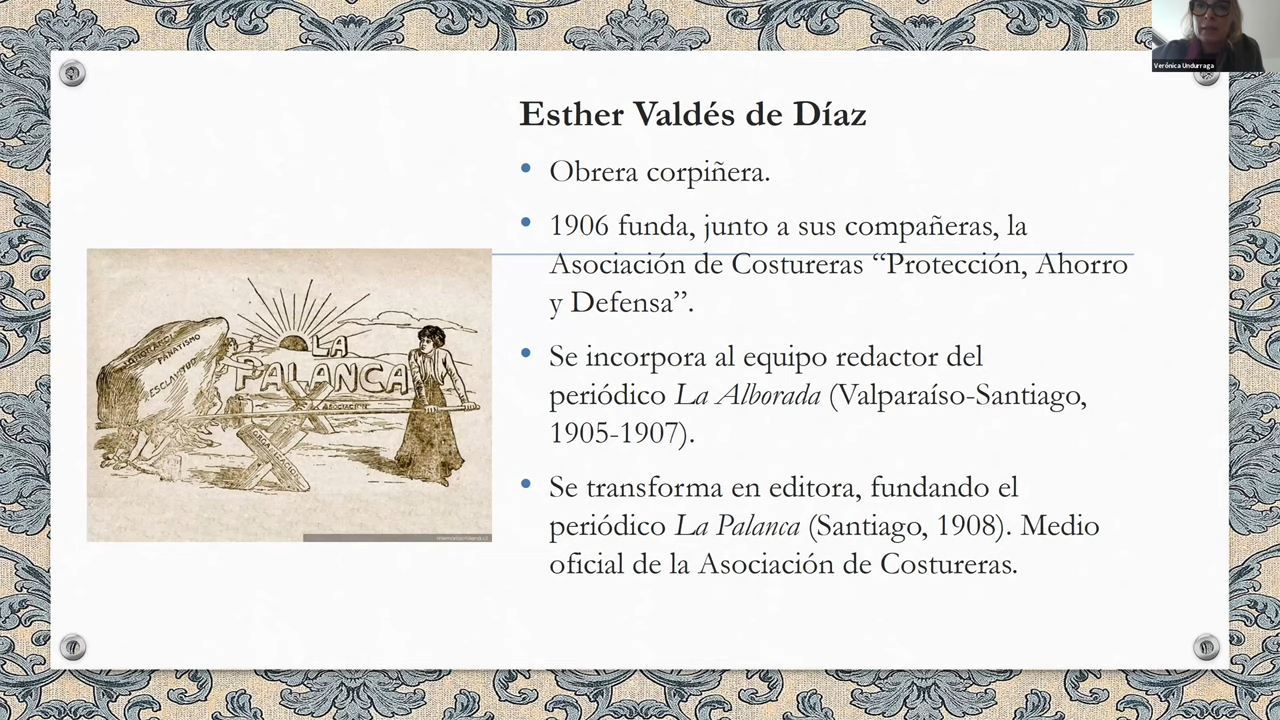 Verónica Undurraga
Esther Valdés de Díaz
• Obrera corpiñera.
• 1906 funda, junto a sus compañeras, la
Asociación de Costureras “Protección, Ahorro
y Defensa”.
• Se incorpora al equipo redactor del
periódico La Alborada (Valparaíso-Santiago,
1905-1907).
• Se transforma en editora, fundando el
periódico La Palanca (Santiago, 1908). Medio
oficial de la Asociación de Costureras.
LA
PALANCA
FANATISMO
ESCLAVITUD